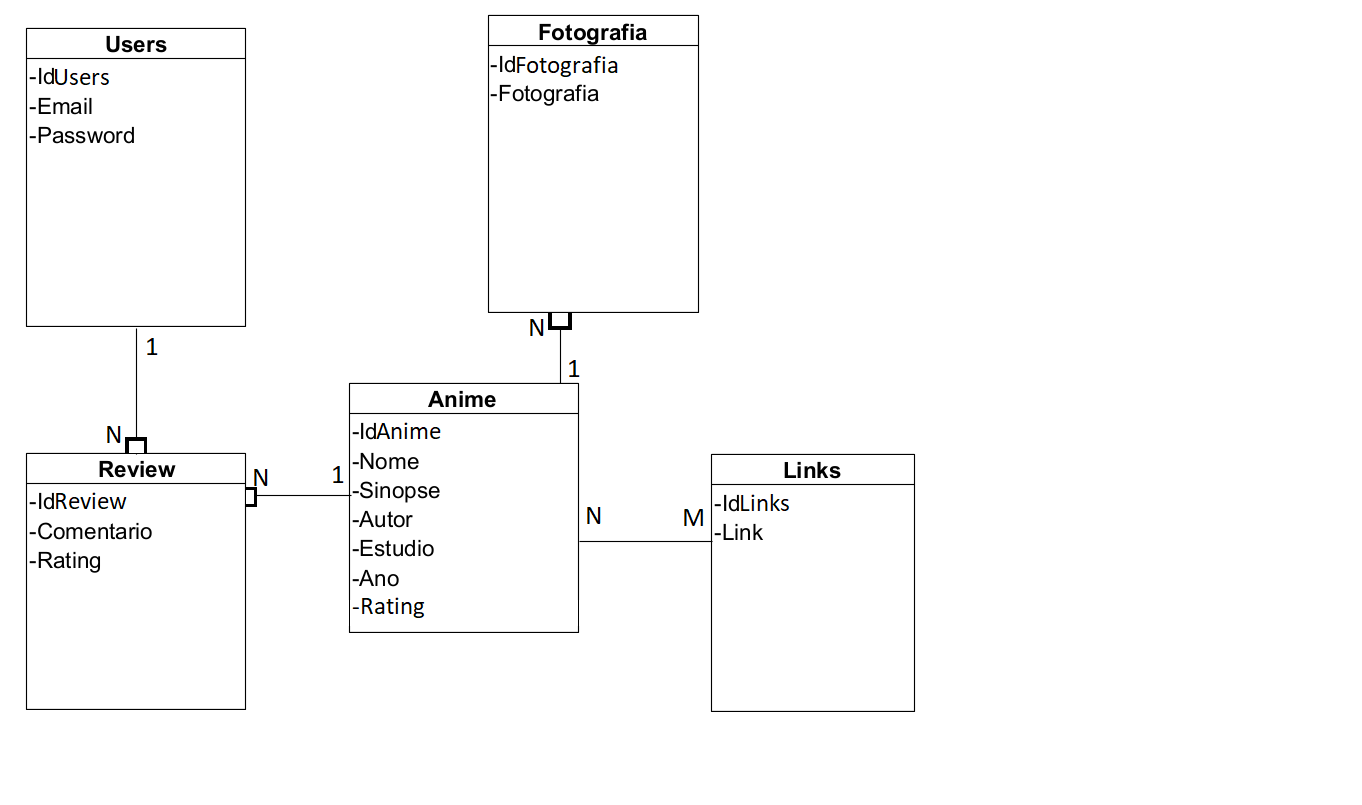 Users
-IdUsers
-Email
-Password
1
Fotografia
-IdFotografia
-Fotografia
N
1
N
Review
-IdReview
-Comentario
-Rating
N
1
Anime
-IdAnime
-Nome
-Sinopse
-Autor
-Estudio
-Ano
-Rating
N
M
Links
-IdLinks
-Link